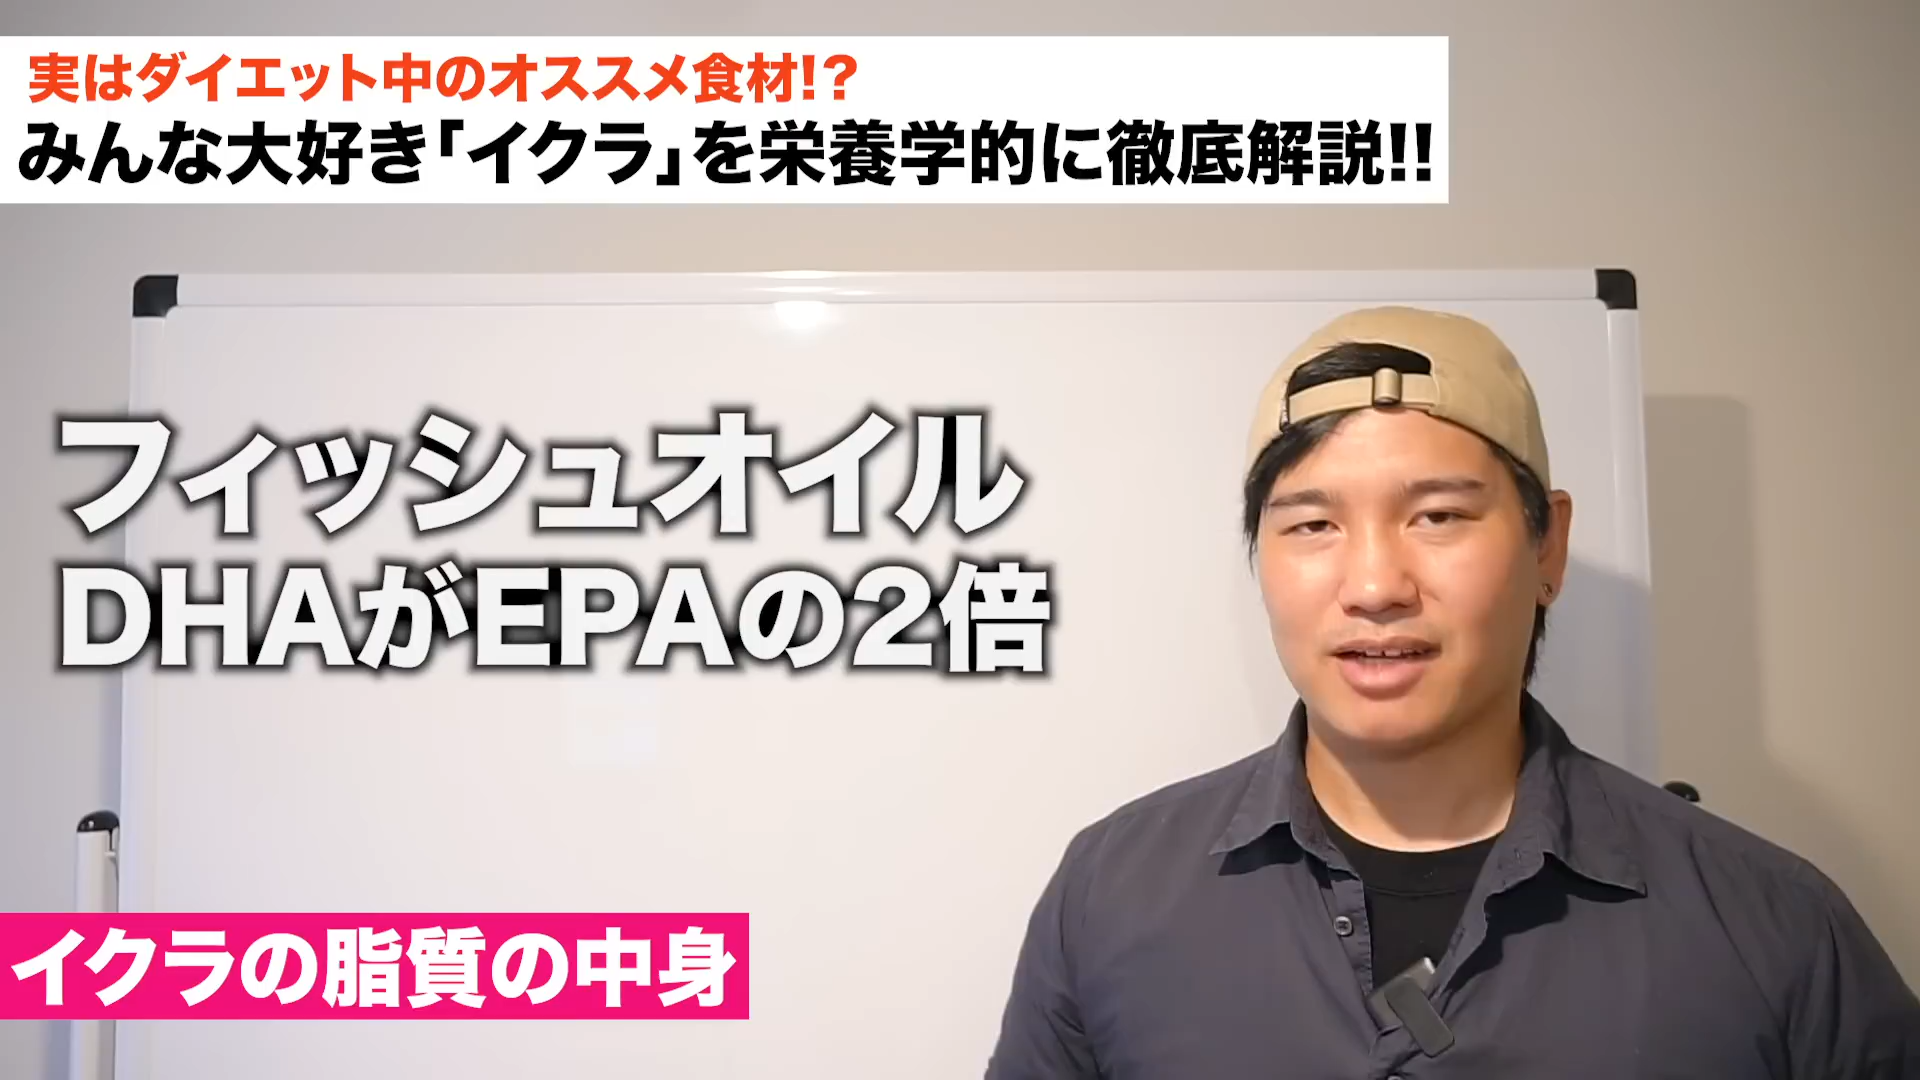 実はダイエット中のオススメ食材!?
みんな大好き「イクラ」を栄養学的に徹底解説!!
フィッシュオイル
DHAがEPAの2倍
イクラの脂質の中身